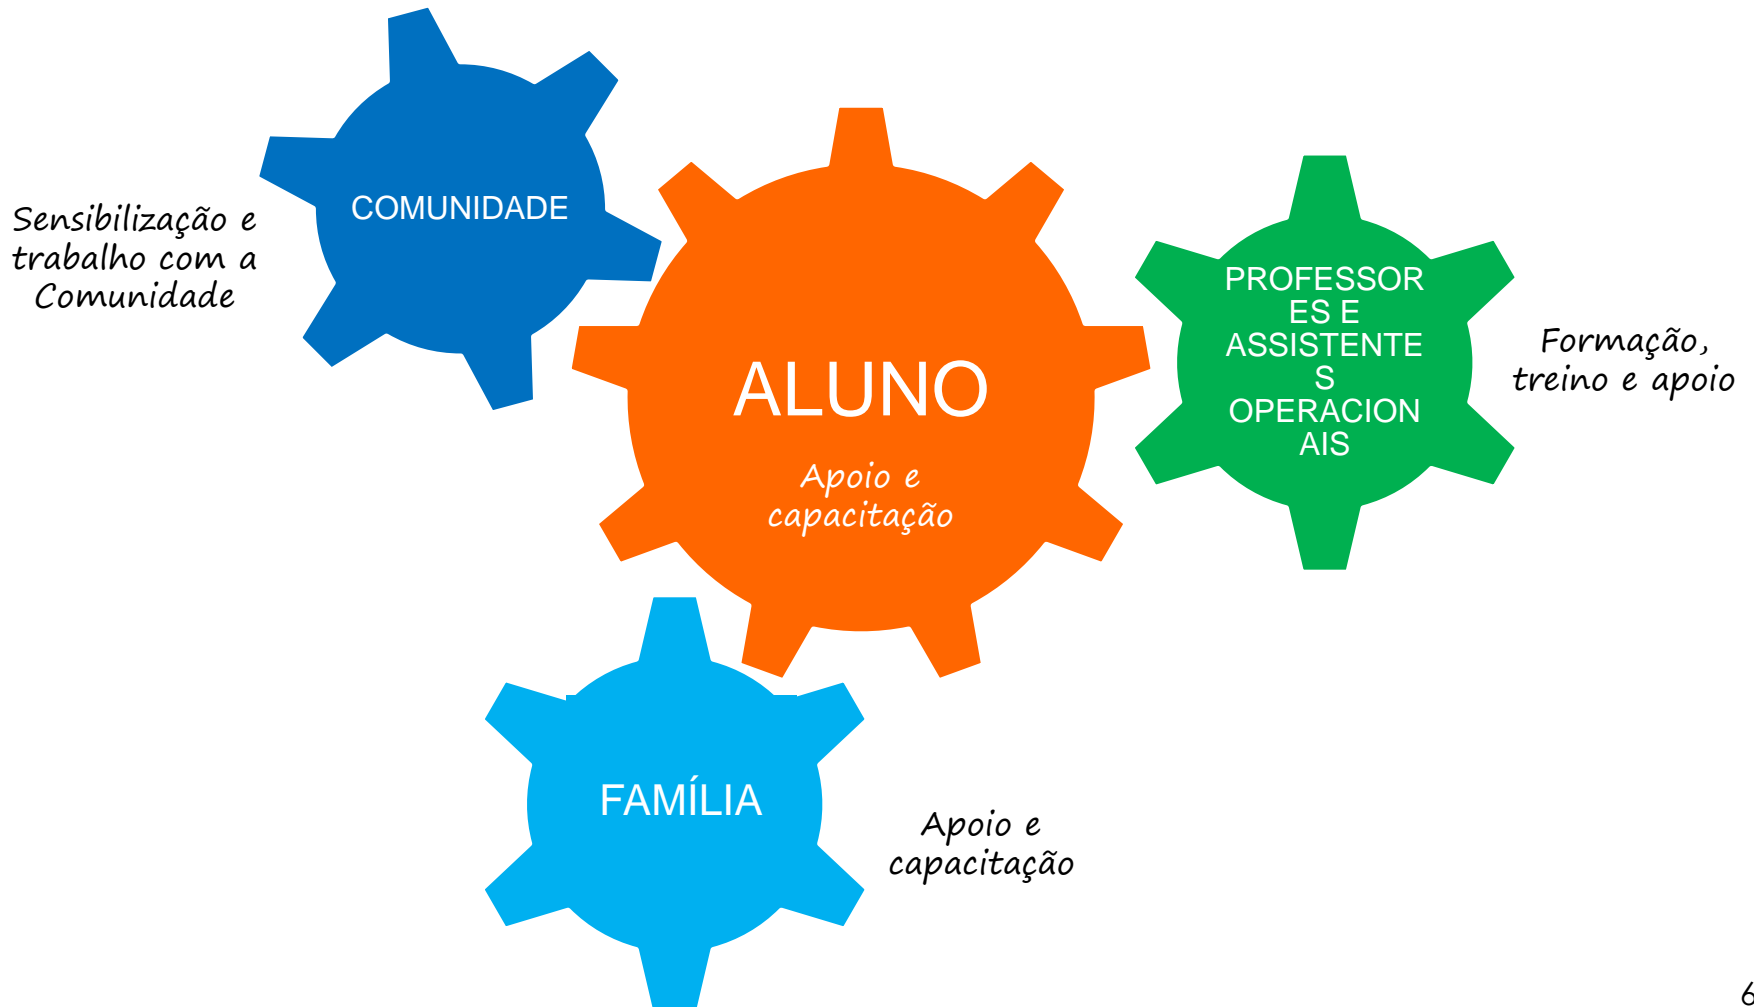 COMUNIDADE
Sensibilização e
trabalho com a
Comunidade
ALUNO
Apoio e
capacitação
PROFESSOR
ES E
ASSISTENTE
S
OPERACION
AIS
Formação,
treino e apoio
FAMÍLIA
Apoio e
capacitação
6